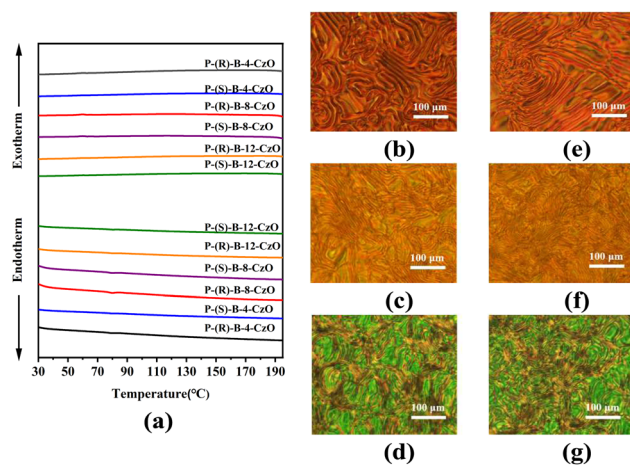 Exotherm
Endotherm
P-(R)-B-4-CzO
P-(S)-B-4-CzO
P-(R)-B-8-CzO
P-(S)-B-8-CzO
P-(R)-B-12-CzO
P-(S)-B-12-CzO
P-(S)-B-12-CzO
P-(R)-B-12-CzO
P-(S)-B-8-CzO
P-(R)-B-8-CzO
P-(S)-B-4-CzO
P-(R)-B-4-CzO
30 50 70 90 110 130 150 170 190
Temperature(°C)
(a)
100 μm
100 μm
(b)
(e)
100 μm
100 μm
(c)
(f)
100 μm
100 μm
(d)
(g)